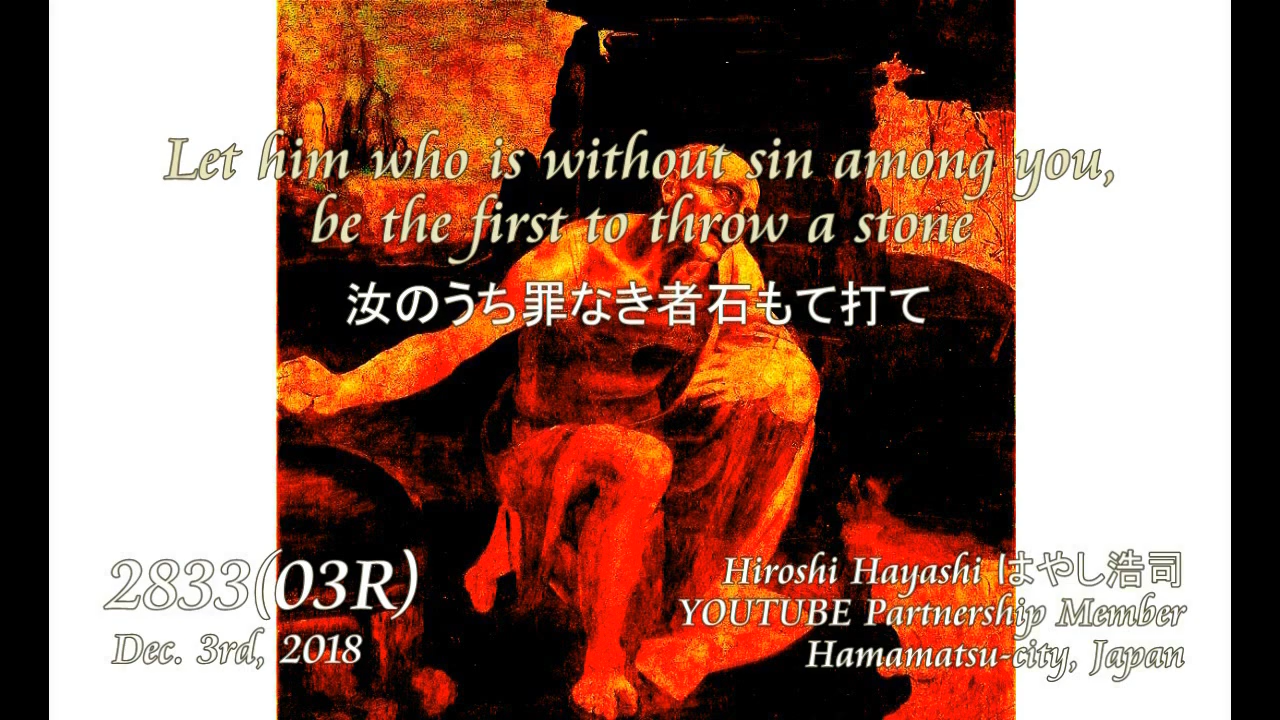 Let him who is without sin among you,
be the first to throw a stone
汝のうち罪なき者石もて打て
2833(03R)
Dec. 3rd, 2018
Hiroshi Hayashi はやし浩司
YOUTUBE Partnership Member
Hamamatsu-city, Japan